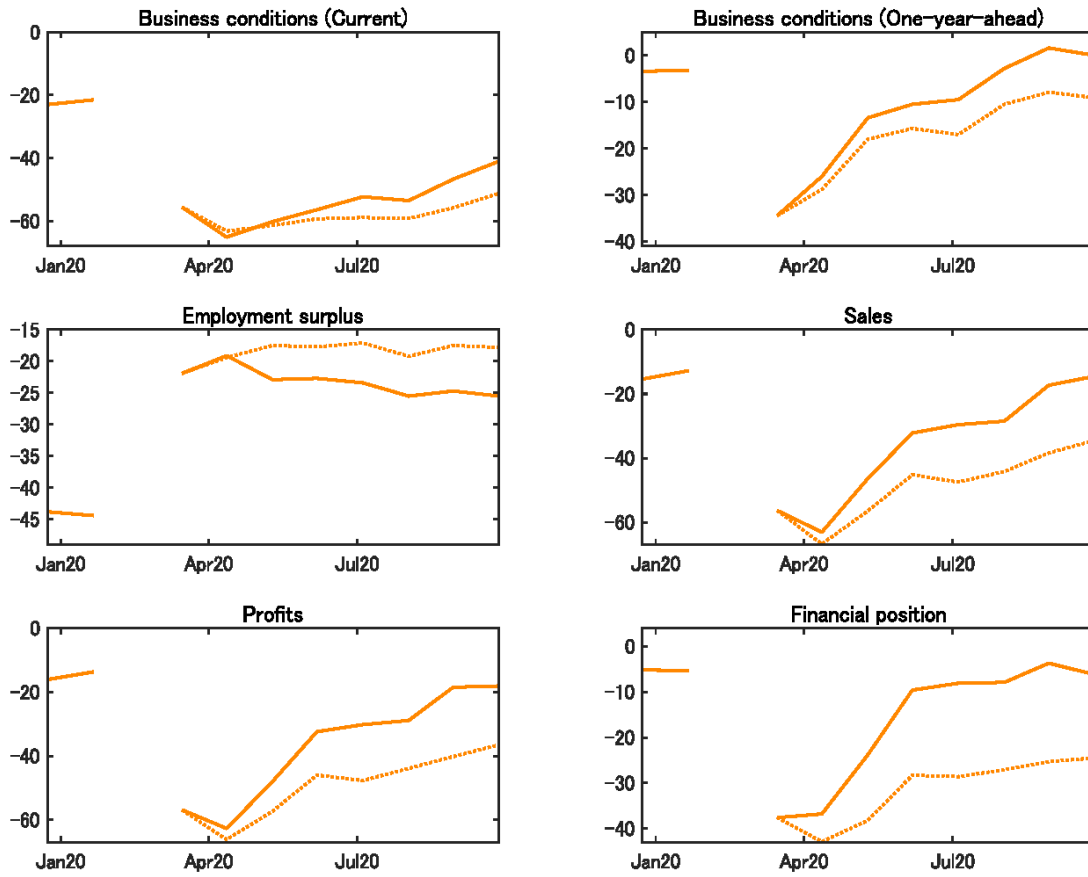 Business conditions (Current)
0
-20
-40
-60
Jan20 Apr20 Jul20
Business conditions (One-year-ahead)
0
-10
-20
-30
-40
Jan20 Apr20 Jul20
Employment surplus
-15
-20
-25
-30
-35
-40
-45
Jan20 Apr20 Jul20
Sales
0
-20
-40
-60
Jan20 Apr20 Jul20
Profits
0
-20
-40
-60
Jan20 Apr20 Jul20
Financial position
0
-10
-20
-30
-40
Jan20 Apr20 Jul20